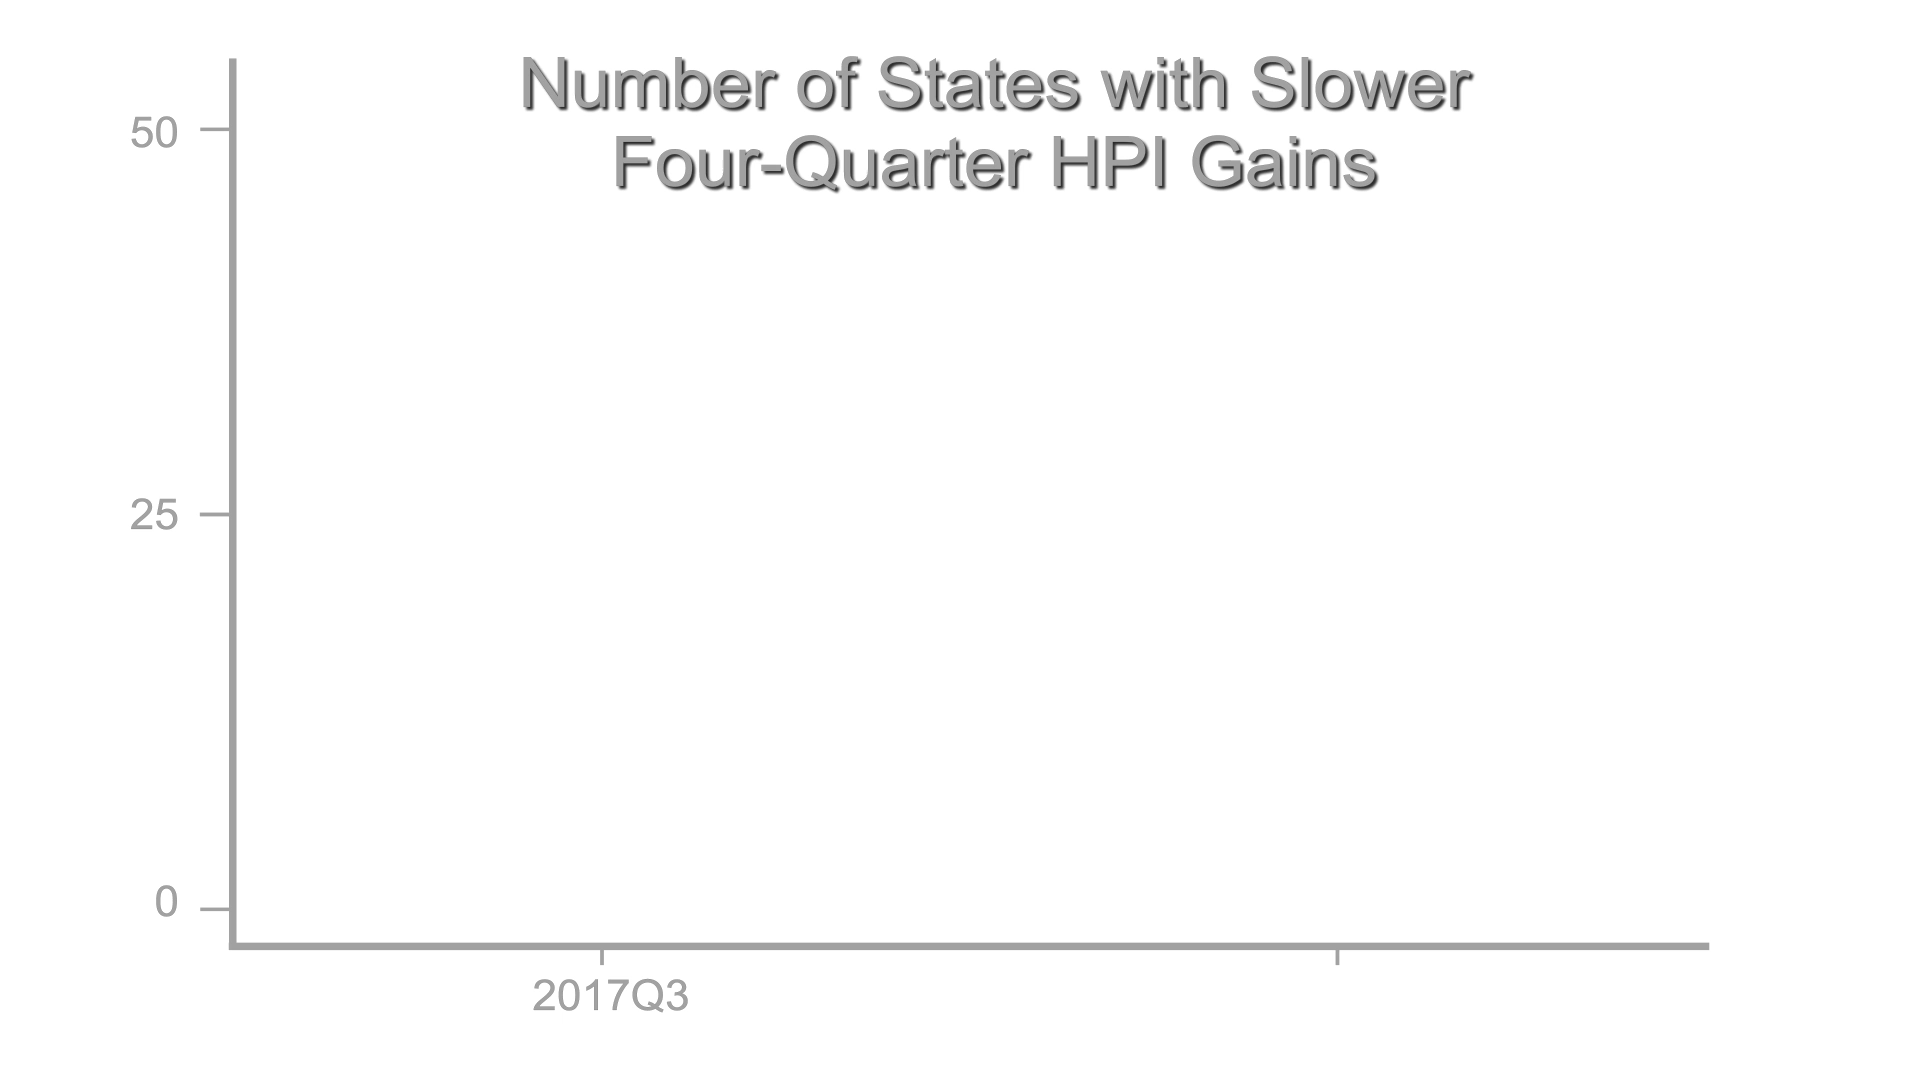 Number of States with Slower
Four-Quarter HPI Gains
50
25
0
2017Q3